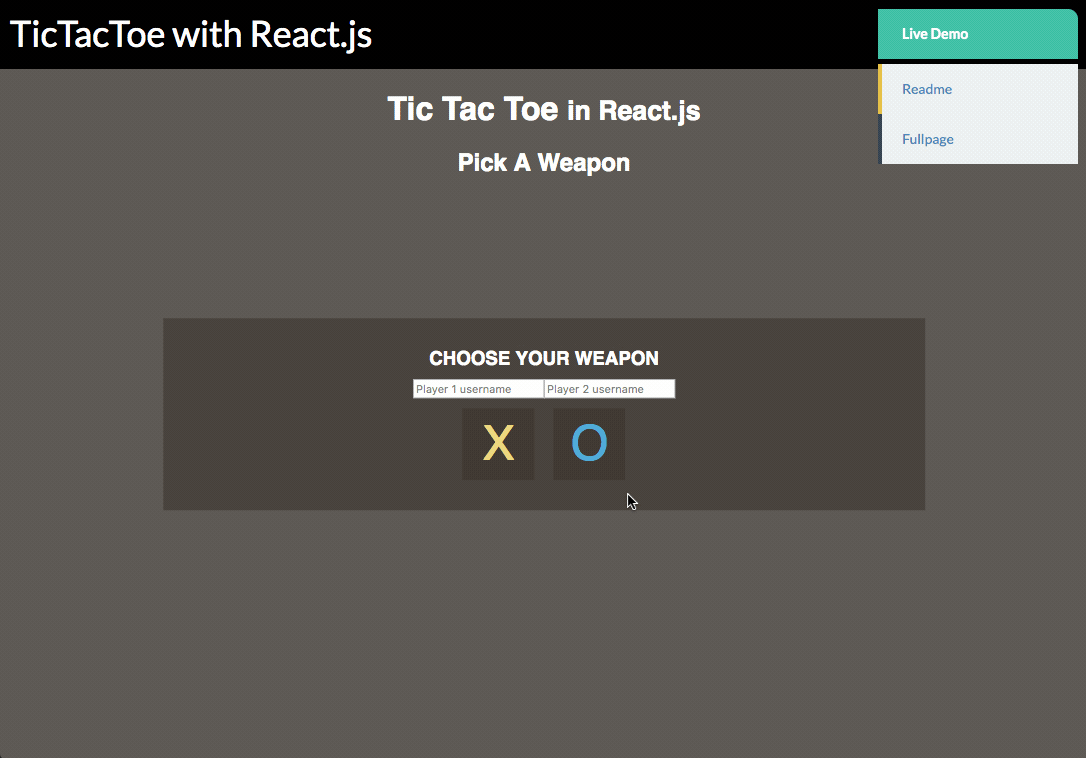 TicTacToe with React.js
Live Demo
Readme
Fullpage
Tic Tac Toe in React.js
Pick A Weapon
CHOOSE YOUR WEAPON
Player 1 username Player 2 username
X O